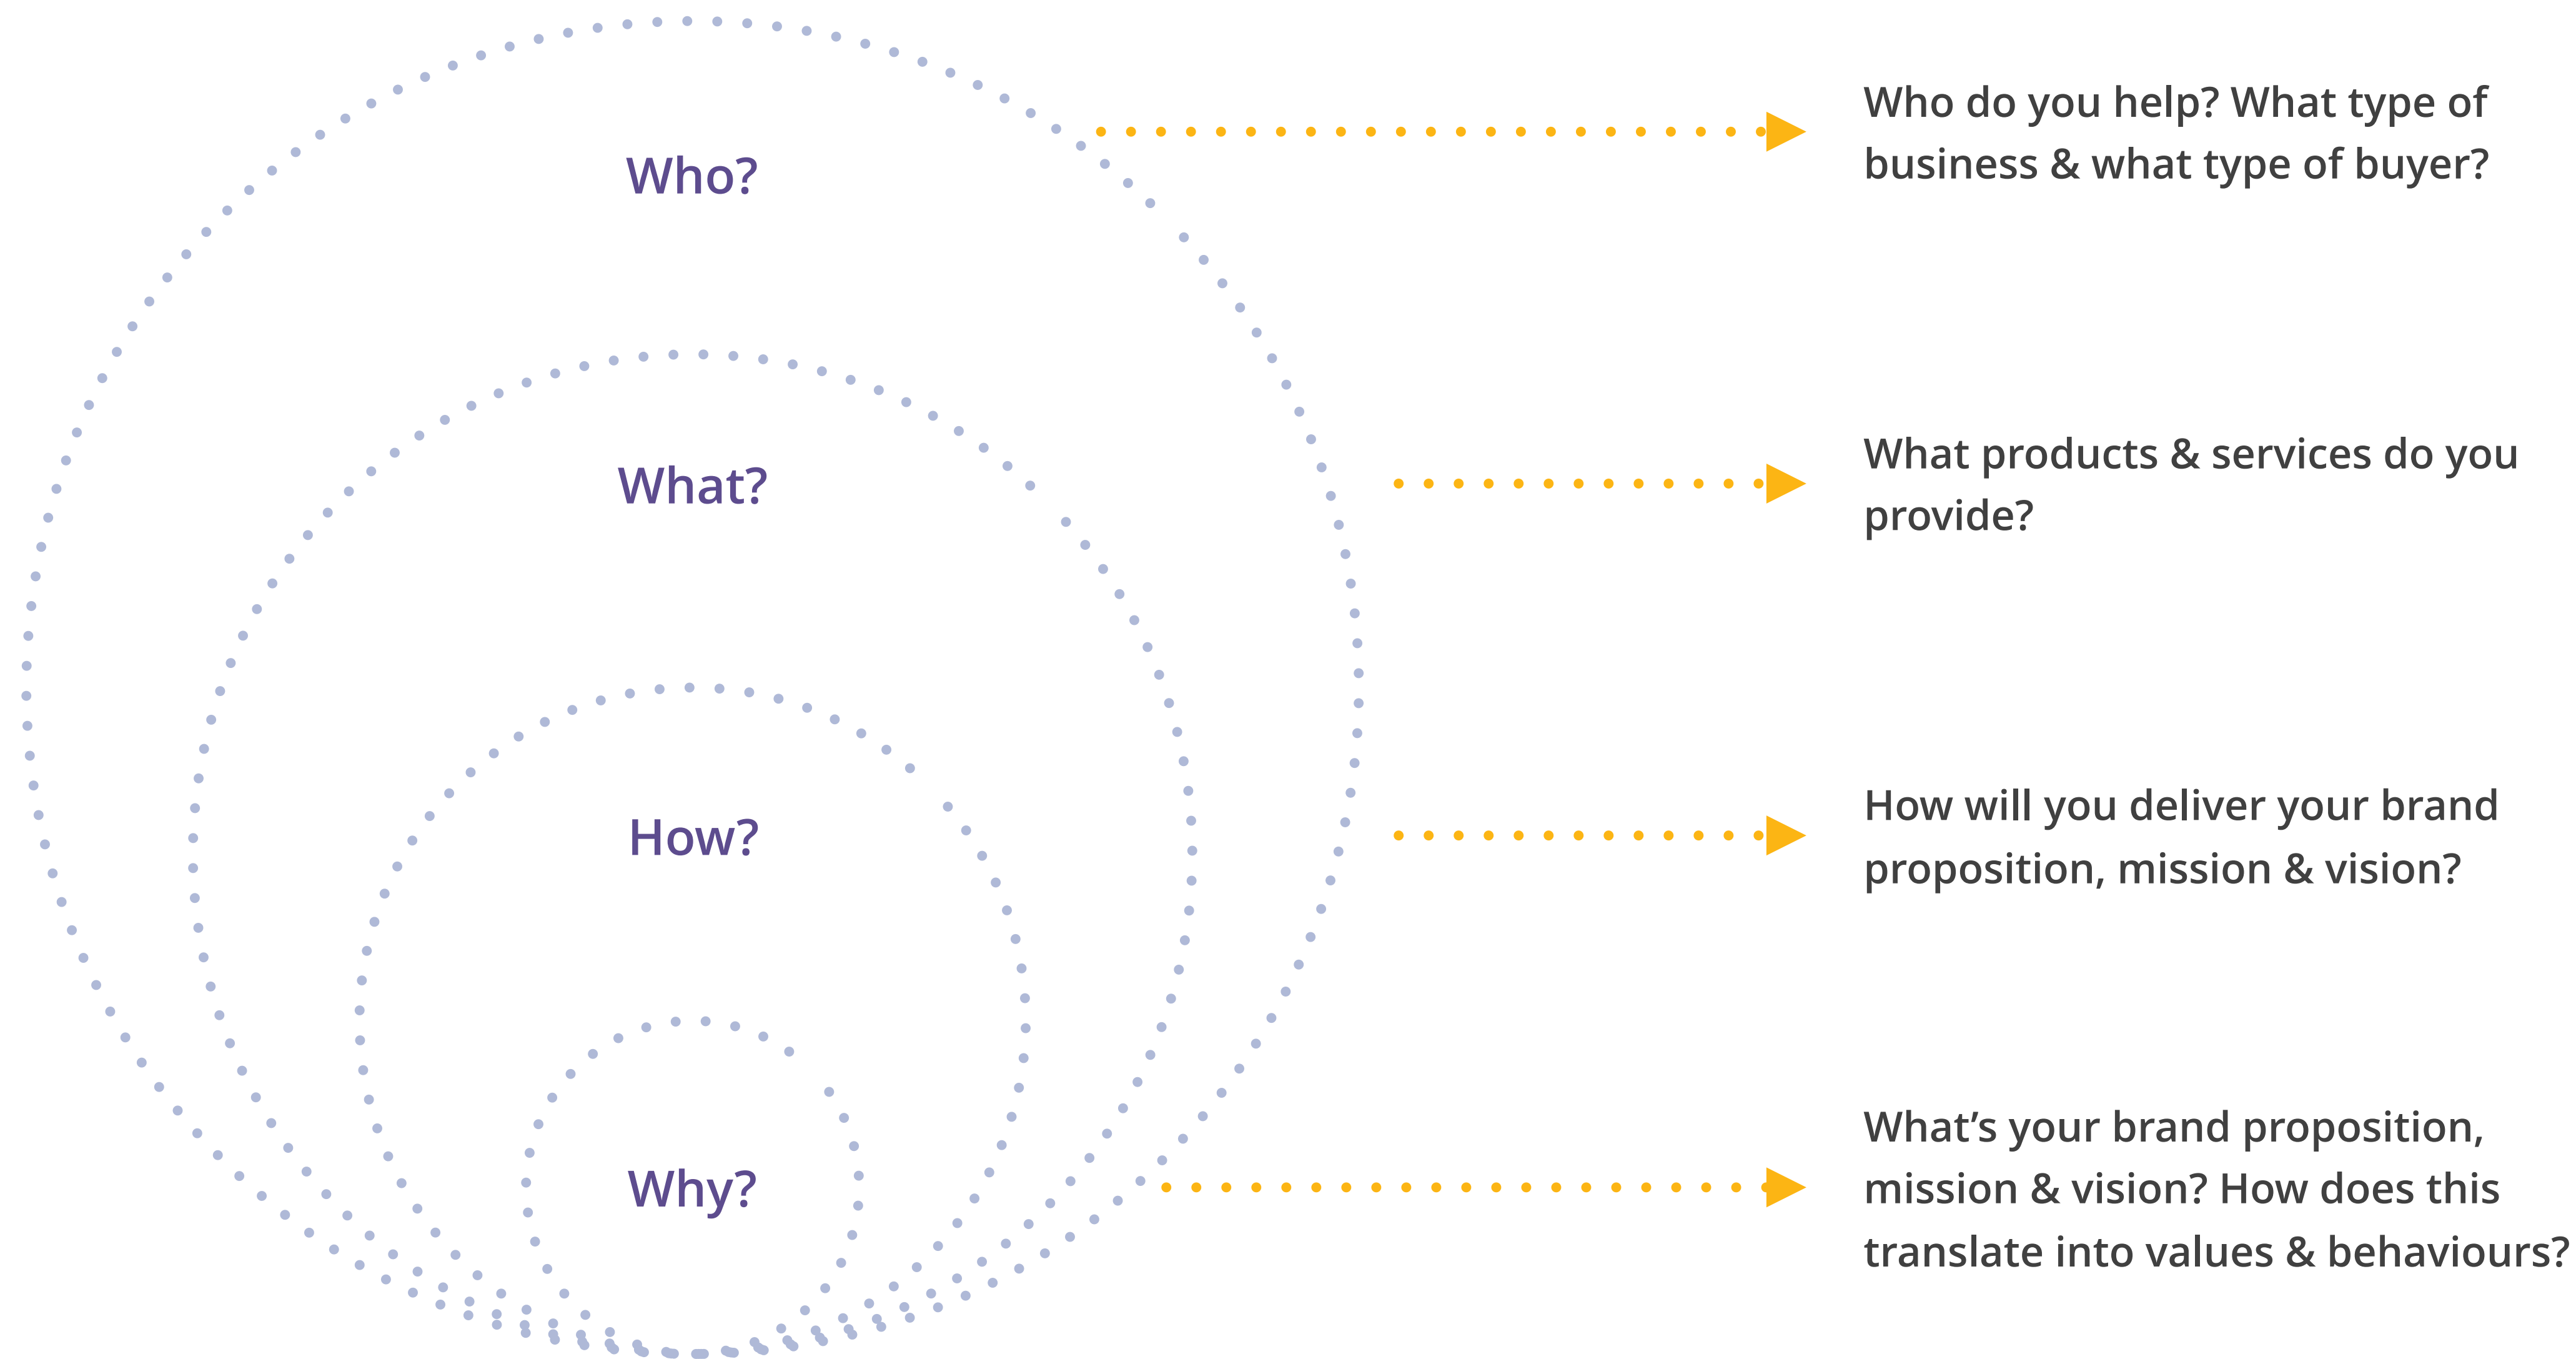 Who?
Who do you help? What type of
business & what type of buyer?
What?
What products & services do you
provide?
How?
How will you deliver your brand
proposition, mission & vision?
Why?
What’s your brand proposition,
mission & vision? How does this
translate into values & behaviours?